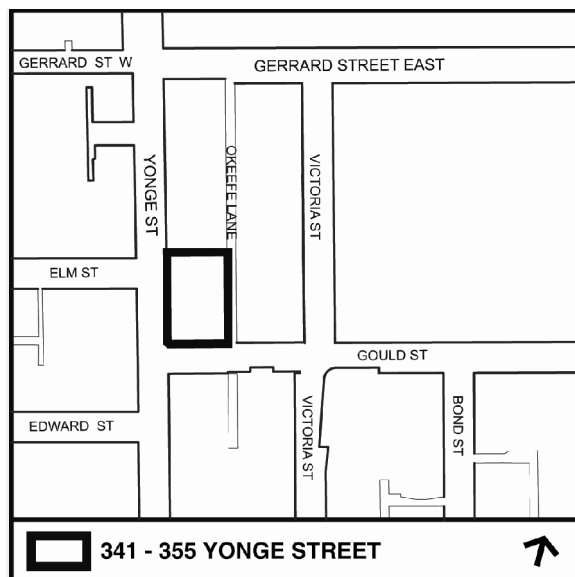 GERRARD ST W
GERRARD STREET EAST
YONGE ST
OKEEFE LANE
VICTORIA ST
ELM ST
GOULD ST
EDWARD ST
VICTORIA ST
BOND ST
341 - 355 YONGE STREET